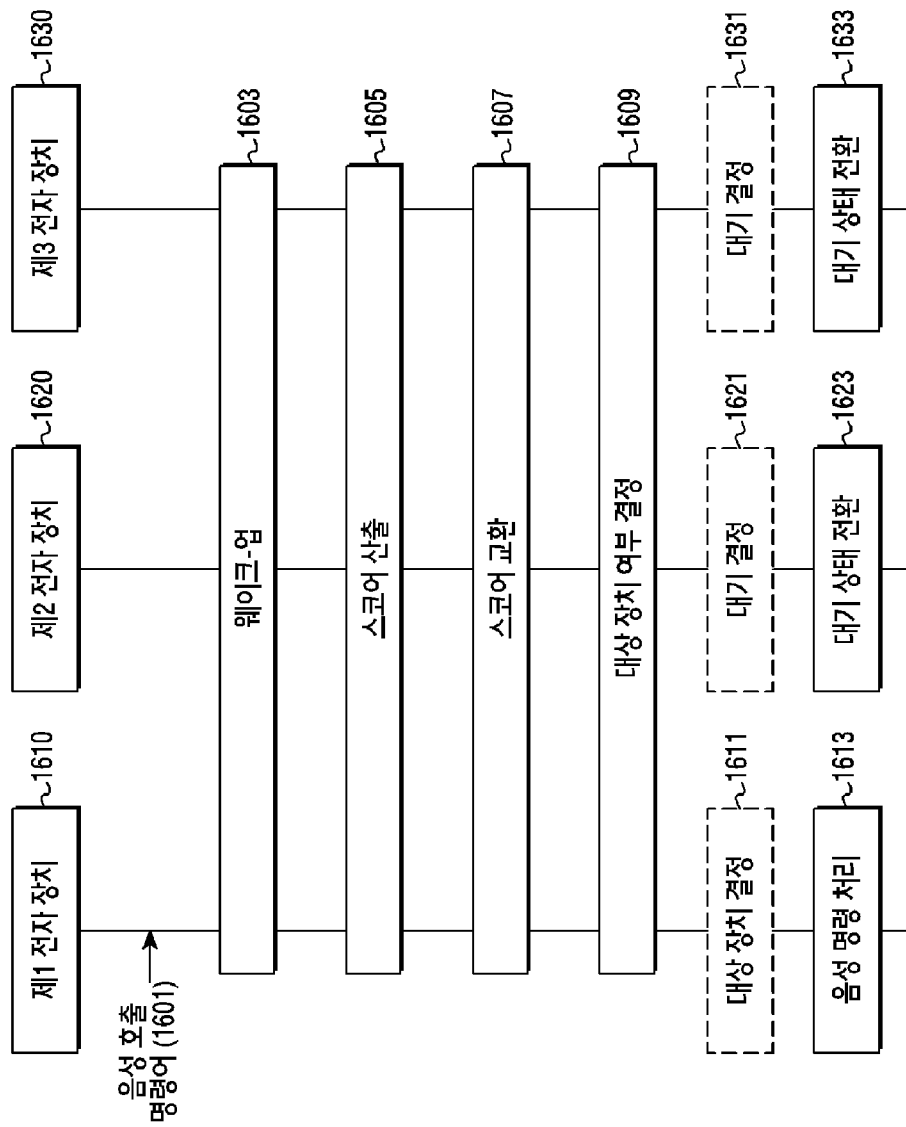 제1 전자 장치
1610
제2 전자 장치
1620
제3 전자 장치
1630
음성 호출
명령어 (1601)
웨이크-업
1603
스코어 산출
1605
스코어 교환
1607
대상 장치 여부 결정
1609
대상 장치 결정
1611
대기 결정
1621
대기 결정
1631
음성 명령 처리
1613
대기 상태 전환
1623
대기 상태 전환
1633